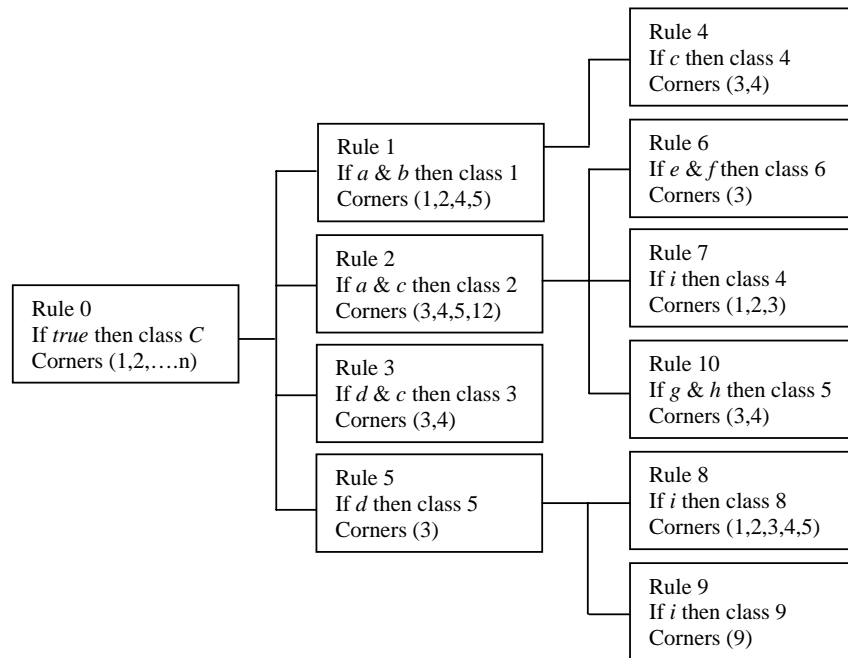 Rule 0
If true then class C
Corners (1,2,….n)
Rule 1
If a & b then class 1
Corners (1,2,4,5)
Rule 2
If a & c then class 2
Corners (3,4,5,12)
Rule 3
If d & c then class 3
Corners (3,4)
Rule 5
If d then class 5
Corners (3)
Rule 4
If c then class 4
Corners (3,4)
Rule 6
If e & f then class 6
Corners (3)
Rule 7
If i then class 4
Corners (1,2,3)
Rule 10
If g & h then class 5
Corners (3,4)
Rule 8
If i then class 8
Corners (1,2,3,4,5)
Rule 9
If i then class 9
Corners (9)